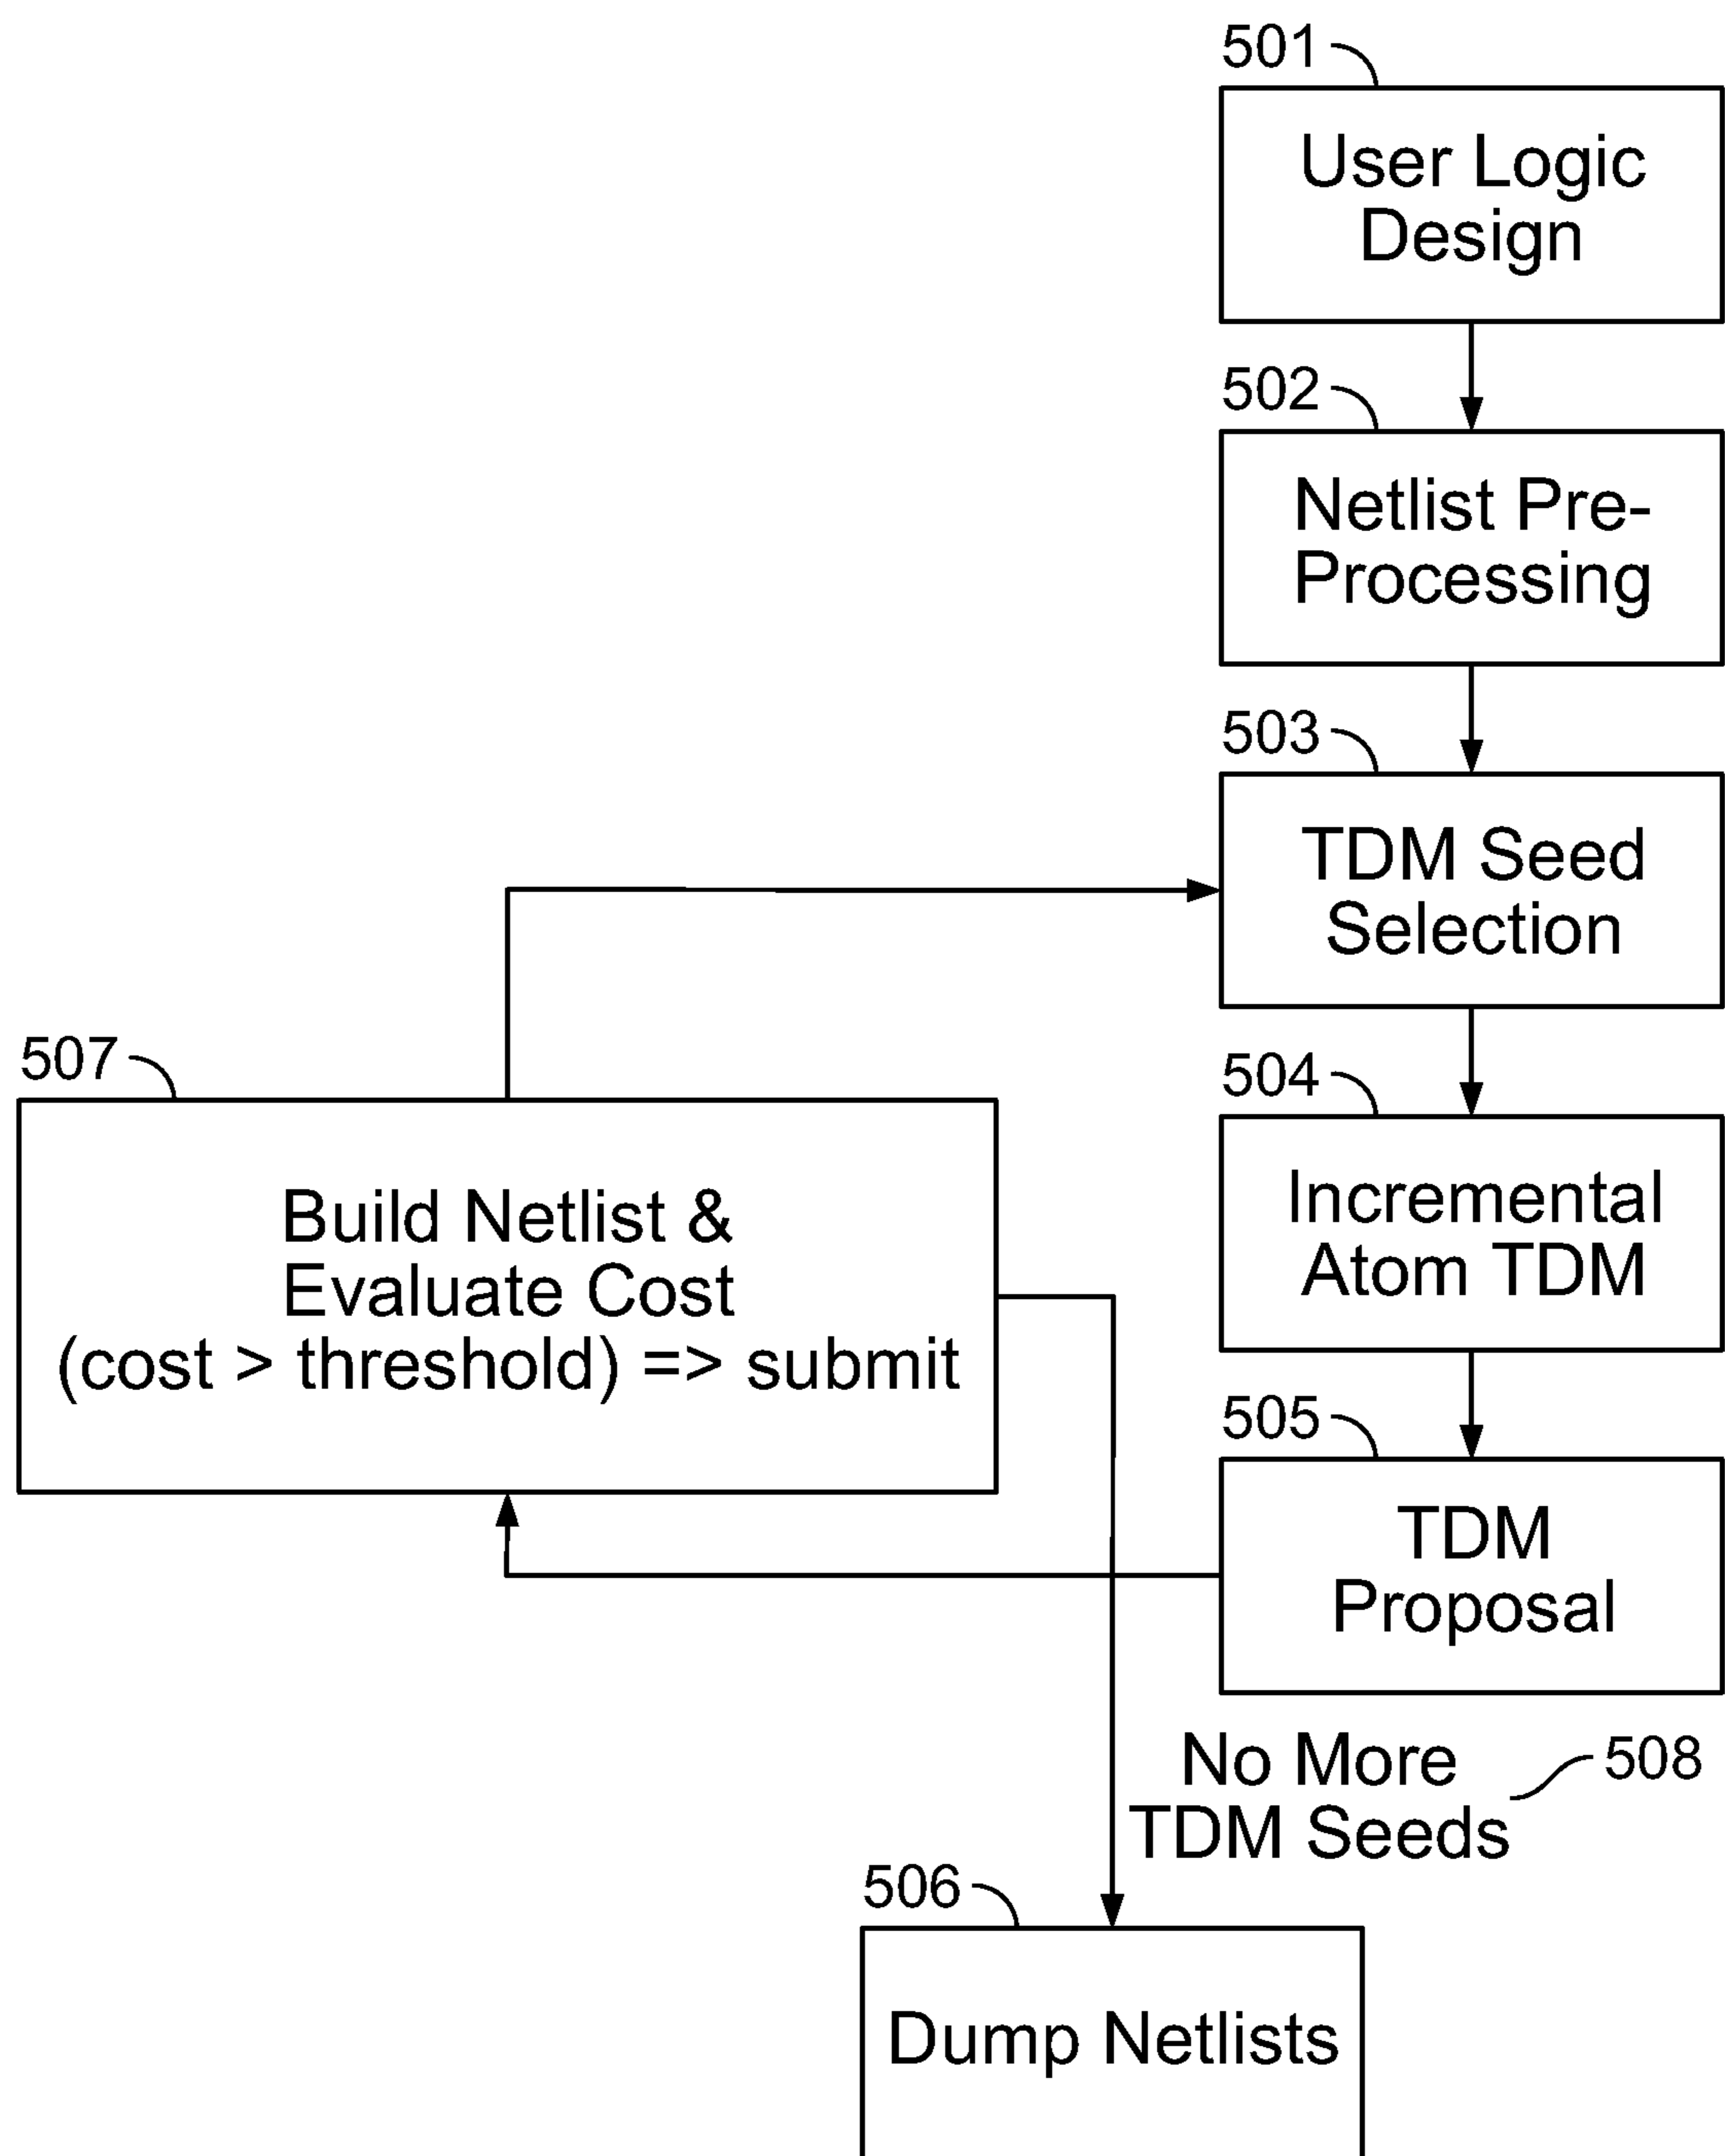 501
User Logic
Design
502
Netlist Pre-
Processing
503
TDM Seed
Selection
507
Build Netlist &
Evaluate Cost
(cost > threshold) => submit
504
Incremental
Atom TDM
505
TDM
Proposal
No More
TDM Seeds
508
506
Dump Netlists